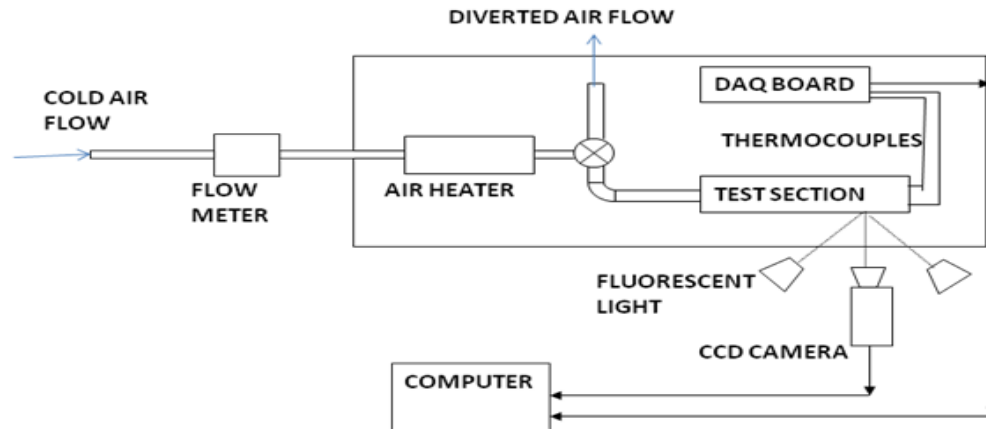 DIVERTED AIR FLOW
COLD AIR
FLOW
DAQ BOARD
THERMOCOUPLES
FLOW
METER
AIR HEATER
TEST SECTION
FLUORESCENT
LIGHT
CCD CAMERA
COMPUTER